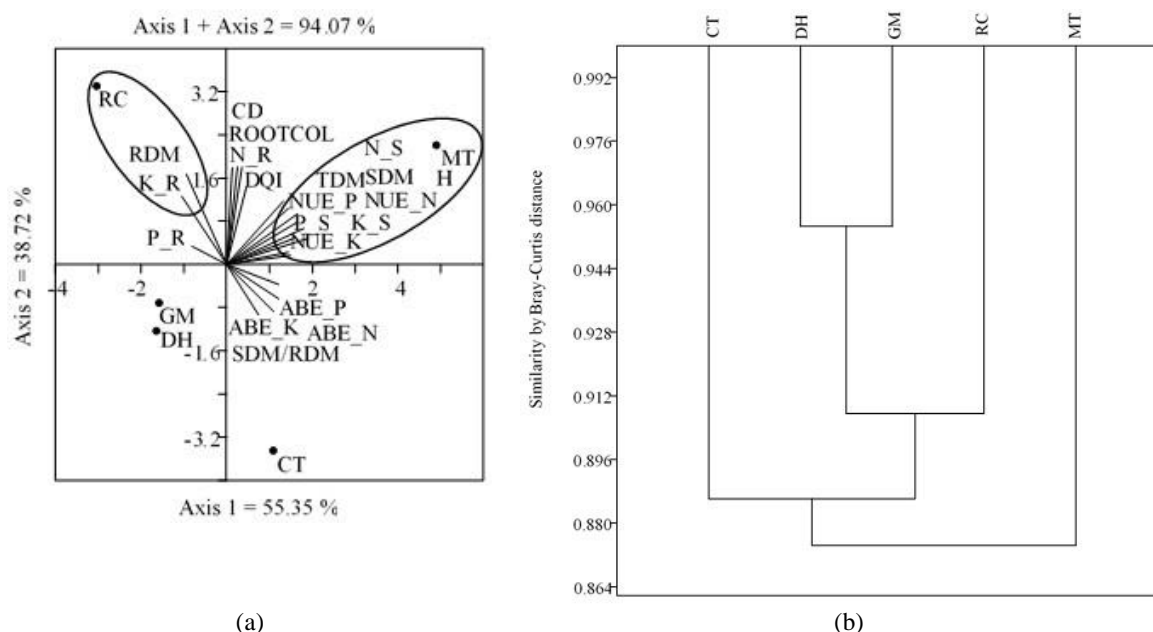 Axis 1 + Axis 2 = 94.07 %
Axis 2 = 38.72 %
3.2
RC
CD
ROOTCOL
N_R
N_S
MT
RDM
1.6
DQI
TDM
SDM
H
K_R
NUE_P
NUE_N
P_S
K_S
P_R
NUE_K
-4
-2
2
4
GM
ABE_P
DH
ABE_K
ABE_N
-1.6
SDM/RDM
-3.2
CT
Axis 1 = 55.35 %
(a)
CT
DH
GM
RC
MT
Similarity by Bray-Curtis distance
0.992
0.976
0.960
0.944
0.928
0.912
0.896
0.880
0.864
(b)